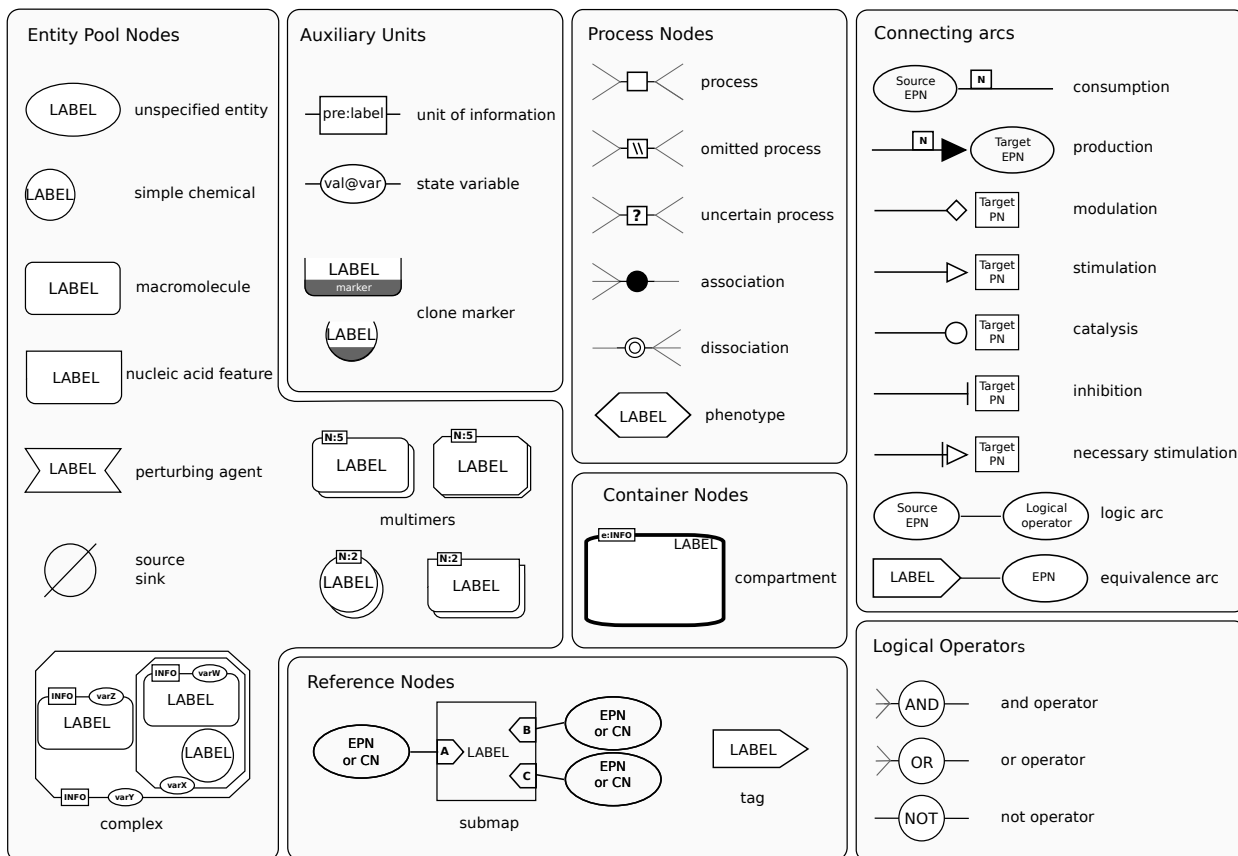 Entity Pool Nodes
LABEL
unspecified entity
LABEL
simple chemical
LABEL
macromolecule
LABEL
nucleic acid feature
LABEL
perturbing agent
source
sink
INFO
varZ
LABEL
INFO
varW
LABEL
LABEL
varX
INFO
varY
complex
Auxiliary Units
pre:label
unit of information
val@var
state variable
LABEL
marker
clone marker
LABEL
N:5
LABEL
N:5
LABEL
multimers
N:2
LABEL
N:2
LABEL
Process Nodes
process
\\
omitted process
?
uncertain process
association
dissociation
LABEL
phenotype
Container Nodes
e:INFO
LABEL
compartment
Reference Nodes
EPN
or CN
A
LABEL
B
EPN
or CN
C
EPN
or CN
submap
LABEL
tag
Connecting arcs
Source
EPN
N
consumption
N
Target
EPN
production
Target
PN
modulation
Target
PN
stimulation
Target
PN
catalysis
Target
PN
inhibition
Target
PN
necessary stimulation
Source
EPN
Logical
operator
logic arc
LABEL
EPN
equivalence arc
Logical Operators
AND
and operator
OR
or operator
NOT
not operator